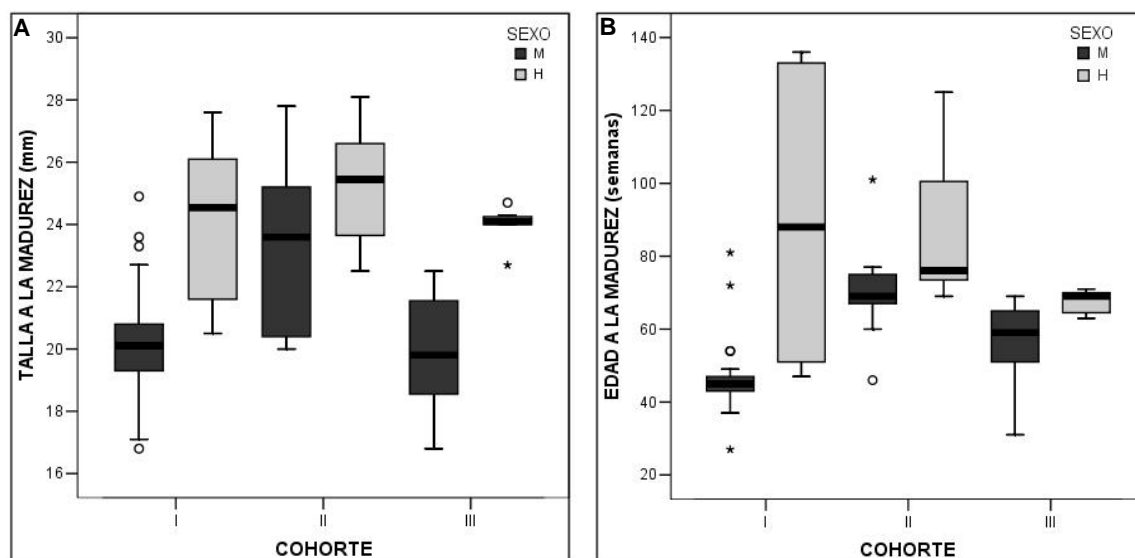 A
SEXO
M
H
TALLA A LA MADUREZ (mm)
30
28
26
24
22
20
18
16
I
II
III
COHORTE
B
SEXO
M
H
EDAD A LA MADUREZ (semanas)
140
120
100
80
60
40
20
I
II
III
COHORTE